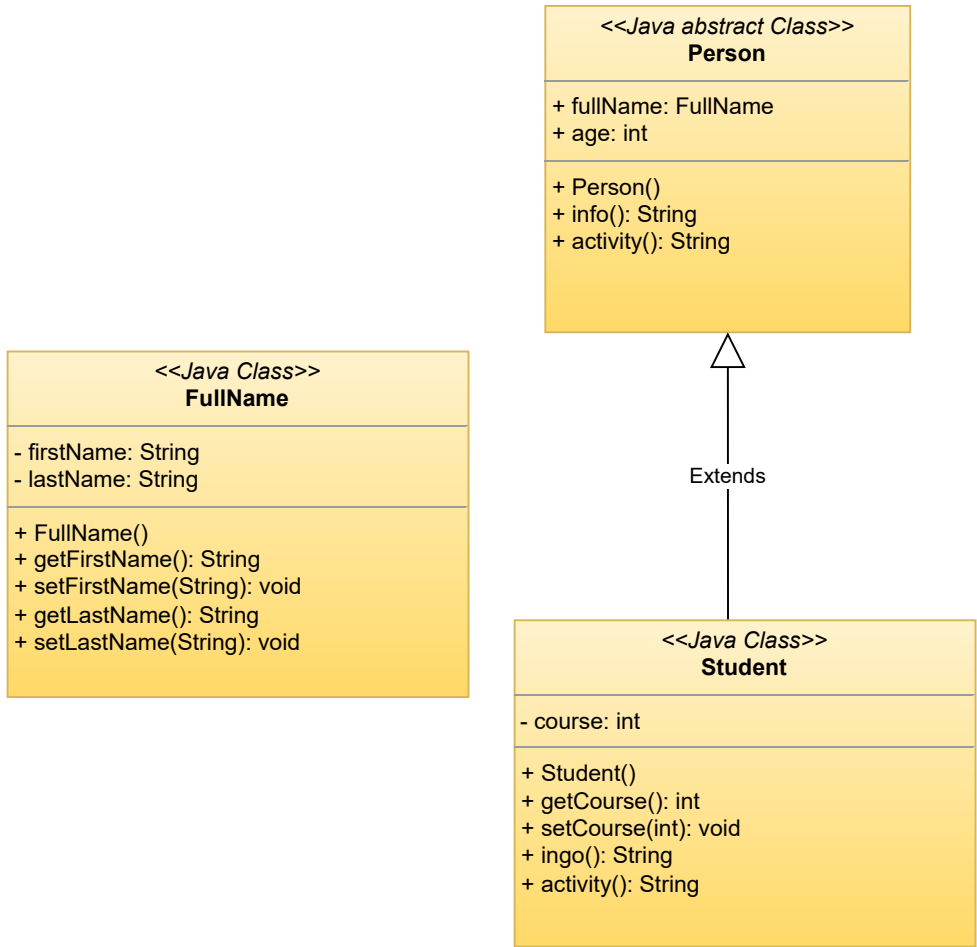 <<Java abstract Class>>
Person
+ fullName: FullName
+ age: int
+ Person()
+ info(): String
+ activity(): String
<<Java Class>>
FullName
- firstName: String
- lastName: String
+ FullName()
+ getFirstName(): String
+ setFirstName(String): void
+ getLastName(): String
+ setLastName(String): void
Extends
<<Java Class>>
Student
- course: int
+ Student()
+ getCourse(): int
+ setCourse(int): void
+ ingo(): String
+ activity(): String